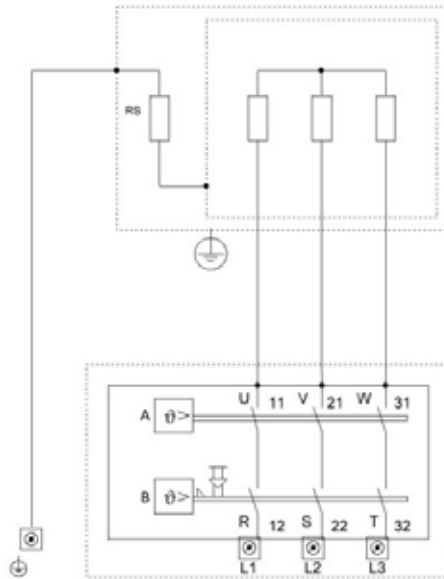 RS
U 11 V 21 W 31
A ϑ>
B ϑ>
R 12 S 22 T 32
L1 L2 L3